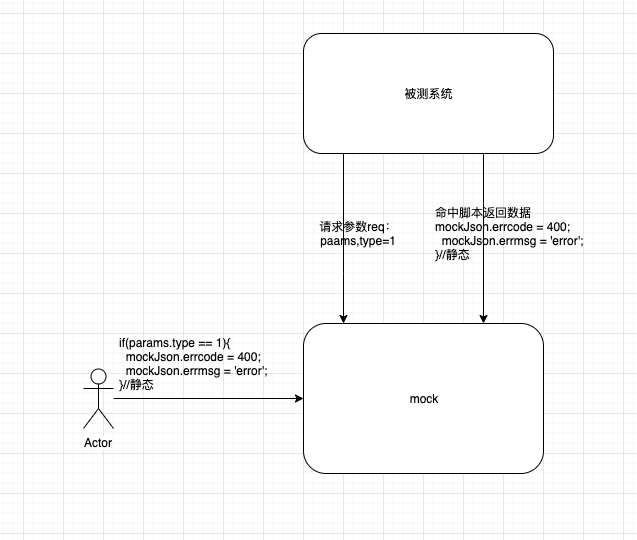 被测系统
请求参数req：
paams,type=1
命中脚本返回数据
mockJson.errcode = 400;
mockJson.errmsg = 'error';
}//静态
if(params.type == 1){
mockJson.errcode = 400;
mockJson.errmsg = 'error';
}//静态
mock
Actor